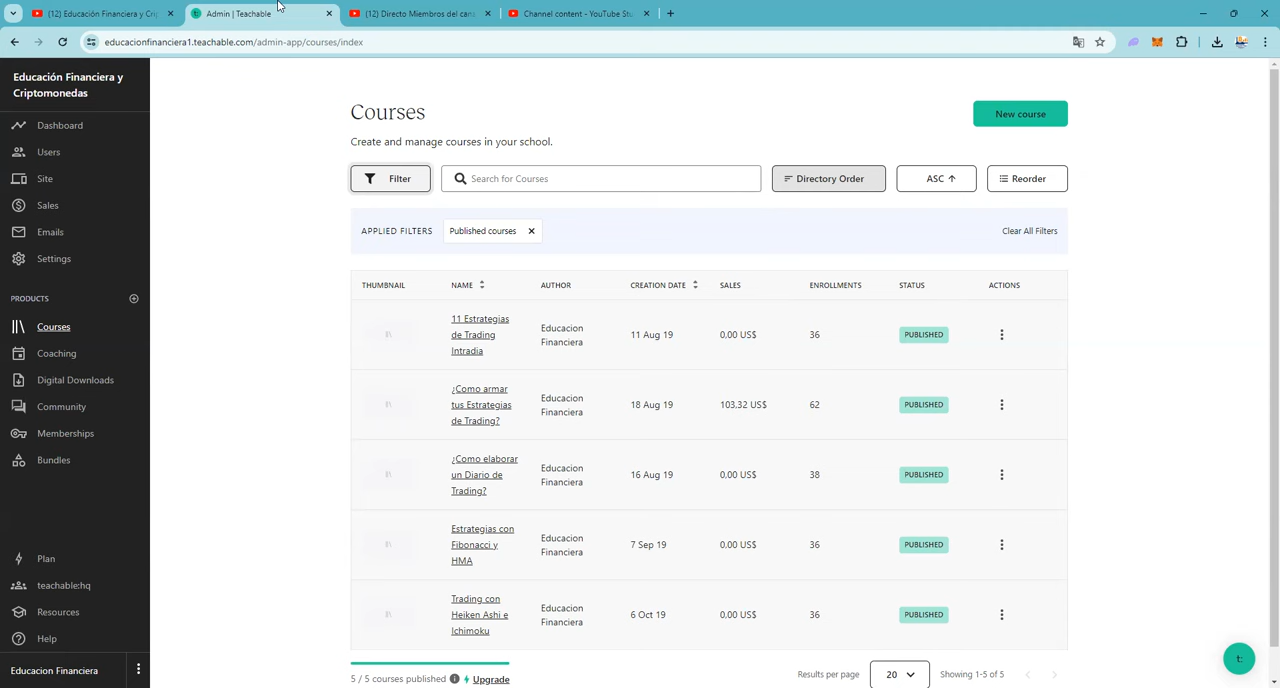 (12) Educación Financiera y Crip
Admin | Teachable
(12) Directo Miembros del cana
Channel content - YouTube Stu
educacionfinanciera1.teachable.com/admin-app/courses/index
Educación Financiera y
Criptomonedas
Dashboard
Users
Site
Sales
Emails
Settings
PRODUCTS
Courses
Coaching
Digital Downloads
Community
Memberships
Bundles
Plan
teachable:hq
Resources
Help
Educacion Financiera
Courses
New course
Create and manage courses in your school.
Filter
Search for Courses
Directory Order
ASC
Reorder
APPLIED FILTERS
Published courses
Clear All Filters
THUMBNAIL NAME AUTHOR CREATION DATE SALES ENROLLMENTS STATUS ACTIONS
11 Estrategias
de Trading
Intradia
Educacion
Financiera
11 Aug 19
0,00 US$
36
PUBLISHED
¿Como armar
tus Estrategias
de Trading?
Educacion
Financiera
18 Aug 19
103,32 US$
62
PUBLISHED
¿Como elaborar
un Diario de
Trading?
Educacion
Financiera
16 Aug 19
0,00 US$
38
PUBLISHED
Estrategias con
Fibonacci y
HMA
Educacion
Financiera
7 Sep 19
0,00 US$
36
PUBLISHED
Trading con
Heiken Ashi e
Ichimoku
Educacion
Financiera
6 Oct 19
0,00 US$
36
PUBLISHED
5 / 5 courses published
Upgrade
Results per page
20
Showing 1-5 of 5
t: